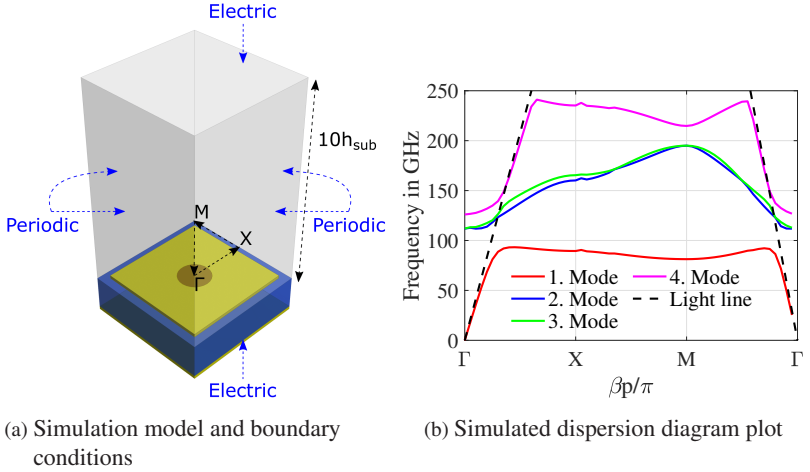 Electric
10h_sub
Periodic
Periodic
M
X
Γ
Electric
(a) Simulation model and boundary
conditions
Frequency in GHz
250
200
150
100
50
0
1. Mode
2. Mode
3. Mode
4. Mode
Light line
Γ
X
M
Γ
βp/π
(b) Simulated dispersion diagram plot